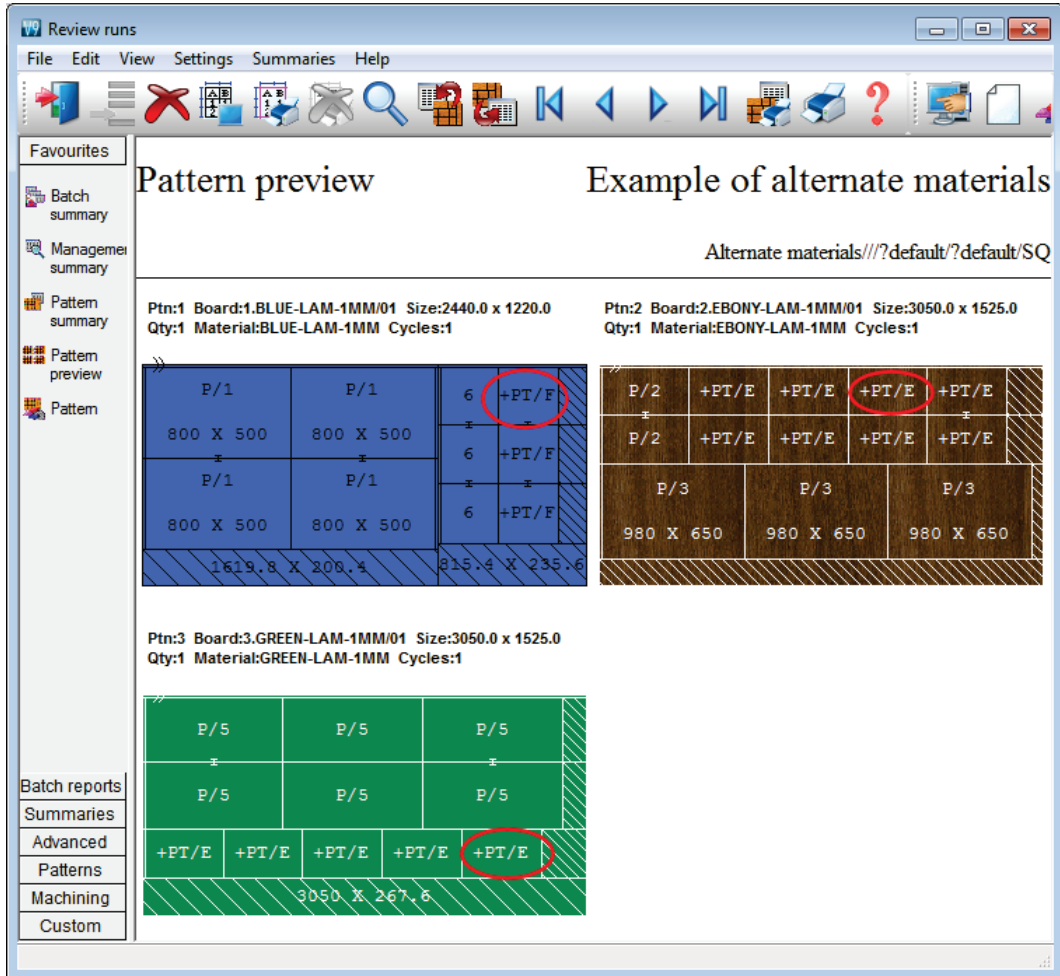 Review runs
File Edit View Settings Summaries Help
Favourites
Batch
summary
Managemei
summary
Pattern
summary
Pattern
preview
Pattern
Batch reports
Summaries
Advanced
Patterns
Machining
Custom
Pattern preview
Example of alternate materials
Alternate materials///?default/?default/SQ
Ptn:1 Board:1.BLUE-LAM-1MM/01 Size:2440.0 x 1220.0
Qty:1 Material:BLUE-LAM-1MM Cycles:1
P/1 P/1 6 +PT/F
800 X 500 800 X 500
6 +PT/F
P/1 P/1
800 X 500 800 X 500 6 +PT/F
1619.8 X 200.4 815.4 X 235.6
Ptn:2 Board:2.EBONY-LAM-1MM/01 Size:3050.0 x 1525.0
Qty:1 Material:EBONY-LAM-1MM Cycles:1
P/2 +PT/E +PT/E +PT/E +PT/E
P/2 +PT/E +PT/E +PT/E +PT/E
P/3 P/3 P/3
980 X 650 980 X 650 980 X 650
Ptn:3 Board:3.GREEN-LAM-1MM/01 Size:3050.0 x 1525.0
Qty:1 Material:GREEN-LAM-1MM Cycles:1
P/5 P/5 P/5
P/5 P/5 P/5
+PT/E +PT/E +PT/E +PT/E +PT/E
3050 X 267.6